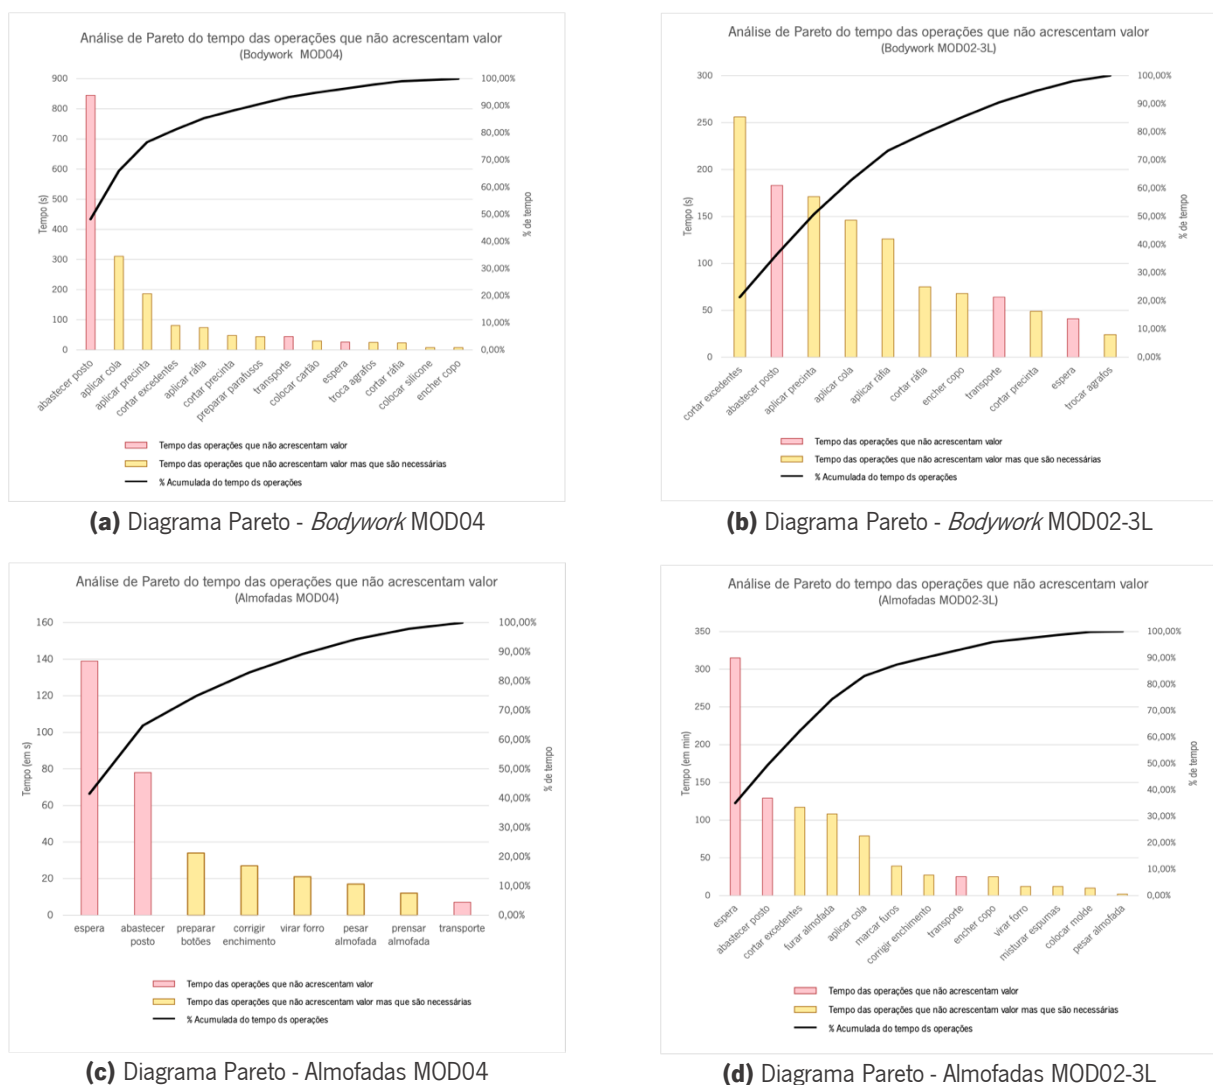 Análise de Pareto do tempo das operações que não acrescentam valor
(Bodywork MOD04)
900
800
700
600
500
400
300
200
100
0
Tempo (s)
100,00%
90,00%
80,00%
70,00%
60,00%
50,00%
40,00%
30,00%
20,00%
10,00%
0,00%
% de tempo
abastecer posto
aplicar cola
aplicar precinta
cortar excedentes
aplicar ráfia
cortar precinta
preparar parafusos
transporte
colocar cartão
espera
troca agrafos
cortar ráfia
colocar silicone
encher copo
Tempo das operações que não acrescentam valor
Tempo das operações que não acrescentam valor mas que são necessárias
% Acumulada do tempo ds operações
(a) Diagrama Pareto - Bodywork MOD04
Análise de Pareto do tempo das operações que não acrescentam valor
(Bodywork MOD02-3L)
300
250
200
150
100
50
0
Tempo (s)
100,00%
90,00%
80,00%
70,00%
60,00%
50,00%
40,00%
30,00%
20,00%
10,00%
0,00%
% de tempo
cortar excedentes
abastecer posto
aplicar precinta
aplicar cola
aplicar ráfia
cortar ráfia
encher copo
transporte
cortar precinta
espera
trocar agrafos
Tempo das operações que não acrescentam valor
Tempo das operações que não acrescentam valor mas que são necessárias
% Acumulada do tempo ds operações
(b) Diagrama Pareto - Bodywork MOD02-3L
Análise de Pareto do tempo das operações que não acrescentam valor
(Almofadas MOD04)
160
140
120
100
80
60
40
20
0
Tempo (em s)
100,00%
90,00%
80,00%
70,00%
60,00%
50,00%
40,00%
30,00%
20,00%
10,00%
0,00%
% de tempo
espera
abastecer
posto
preparar
botões
corrigir
enchimento
virar forro
pesar
almofada
prensar
almofada
transporte
Tempo das operações que não acrescentam valor
Tempo das operações que não acrescentam valor mas que são necessárias
% Acumulada do tempo ds operações
(c) Diagrama Pareto - Almofadas MOD04
Análise de Pareto do tempo das operações que não acrescentam valor
(Almofadas MOD02-3L)
350
300
250
200
150
100
50
0
Tempo (em min)
100,00%
90,00%
80,00%
70,00%
60,00%
50,00%
40,00%
30,00%
20,00%
10,00%
0,00%
% de tempo
espera
abastecer posto
cortar excedentes
furar almofada
aplicar cola
marcar furos
corrigir enchimento
transporte
encher copo
virar forro
misturar espumas
colocar molde
pesar almofada
Tempo das operações que não acrescentam valor
Tempo das operações que não acrescentam valor mas que são necessárias
% Acumulada do tempo ds operações
(d) Diagrama Pareto - Almofadas MOD02-3L